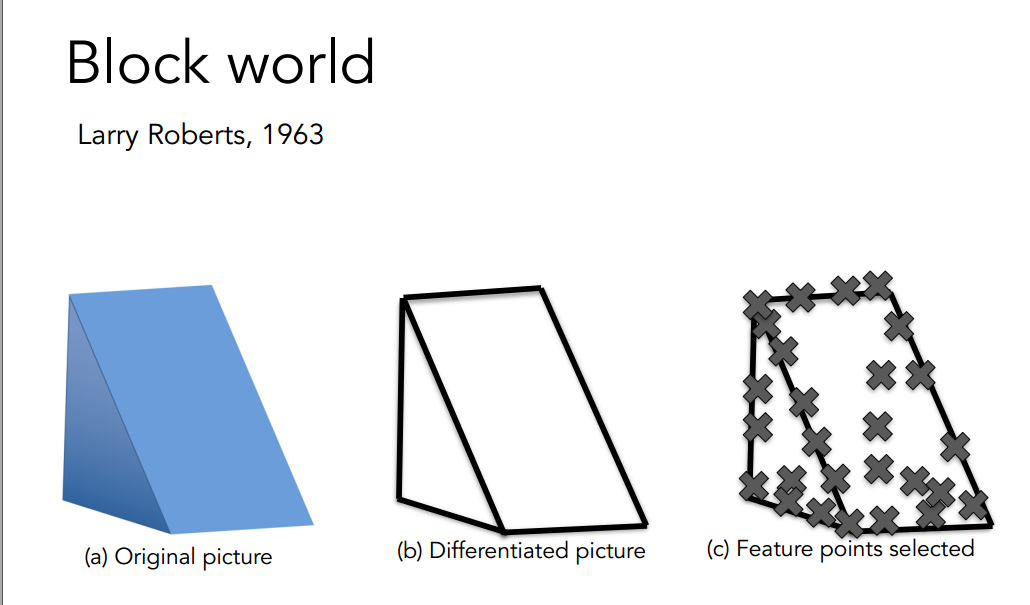 Block world
Larry Roberts, 1963
(a) Original picture
(b) Differentiated picture
(c) Feature points selected